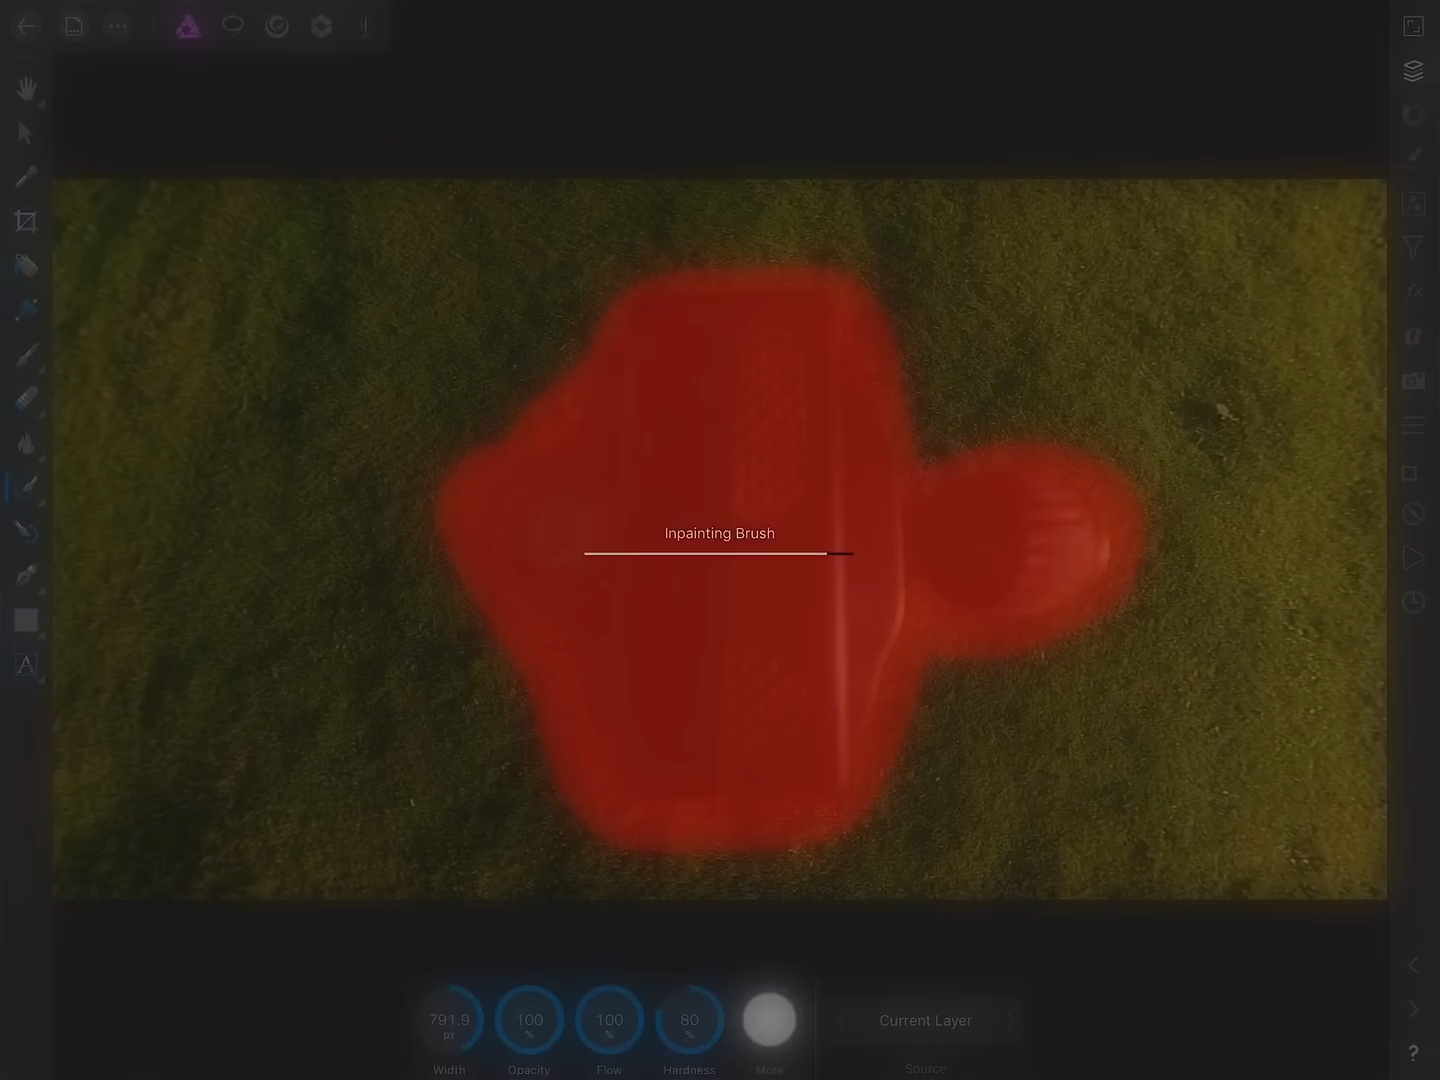 Inpainting Brush
A
791.9
px
100
%
100
%
80
%
Current Layer
Width
Opacity
Flow
Hardness
More
Source
?